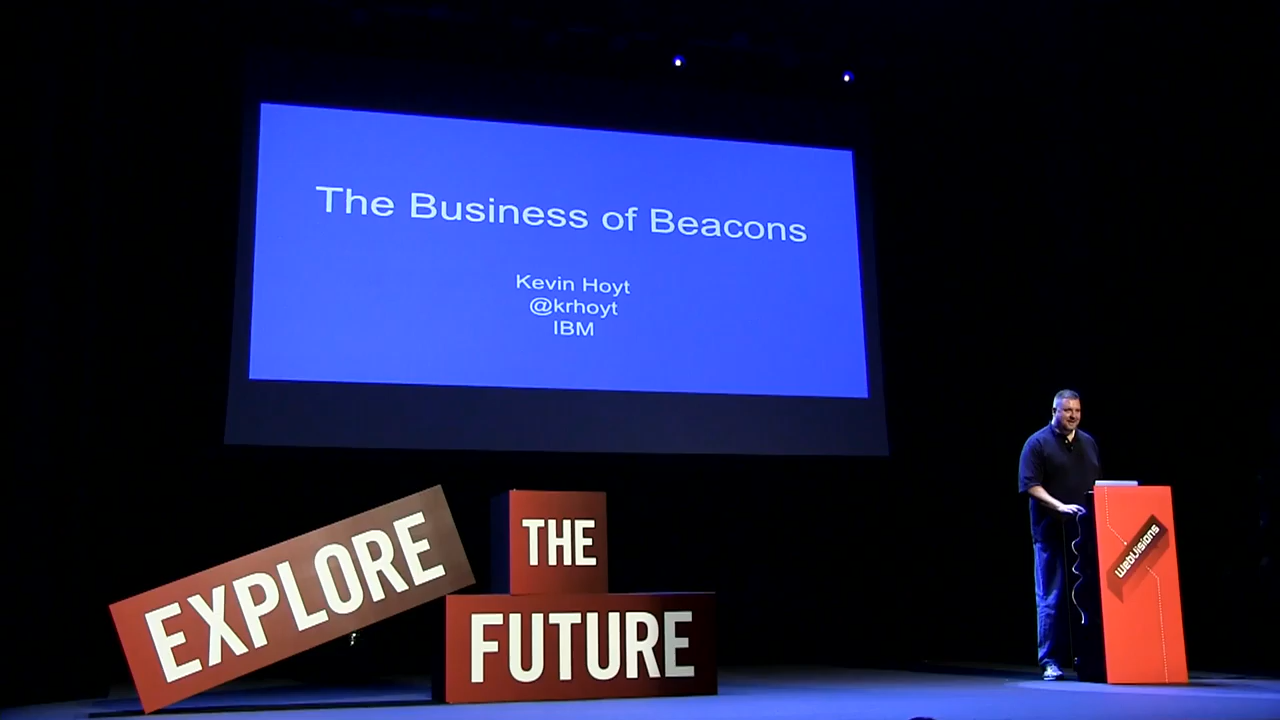 The Business of Beacons
Kevin Hoyt
@krhoyt
IBM
EXPLORE
THE
FUTURE
WebVisions